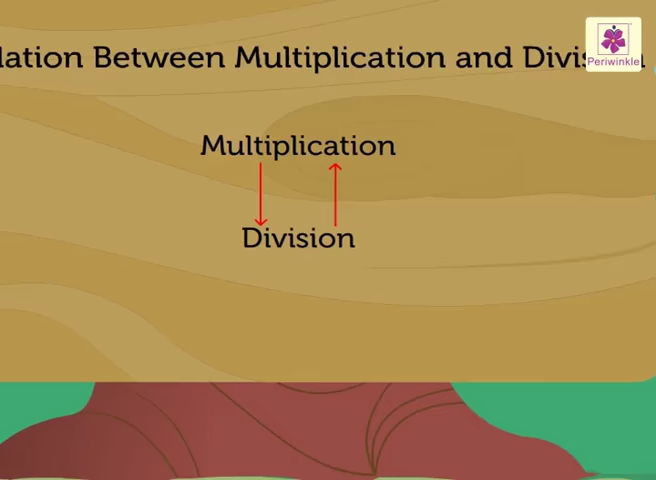 lation Between Multiplication and Divis
Periwinkle
Multiplication
Division